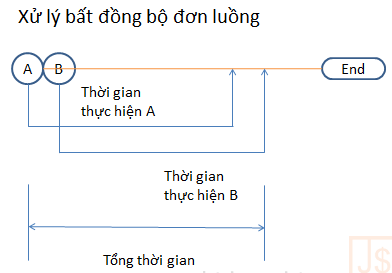 Xử lý bất đồng bộ đơn luồng
A B End
Thời gian
thực hiện A
Thời gian
thực hiện B
Tổng thời gian
J$